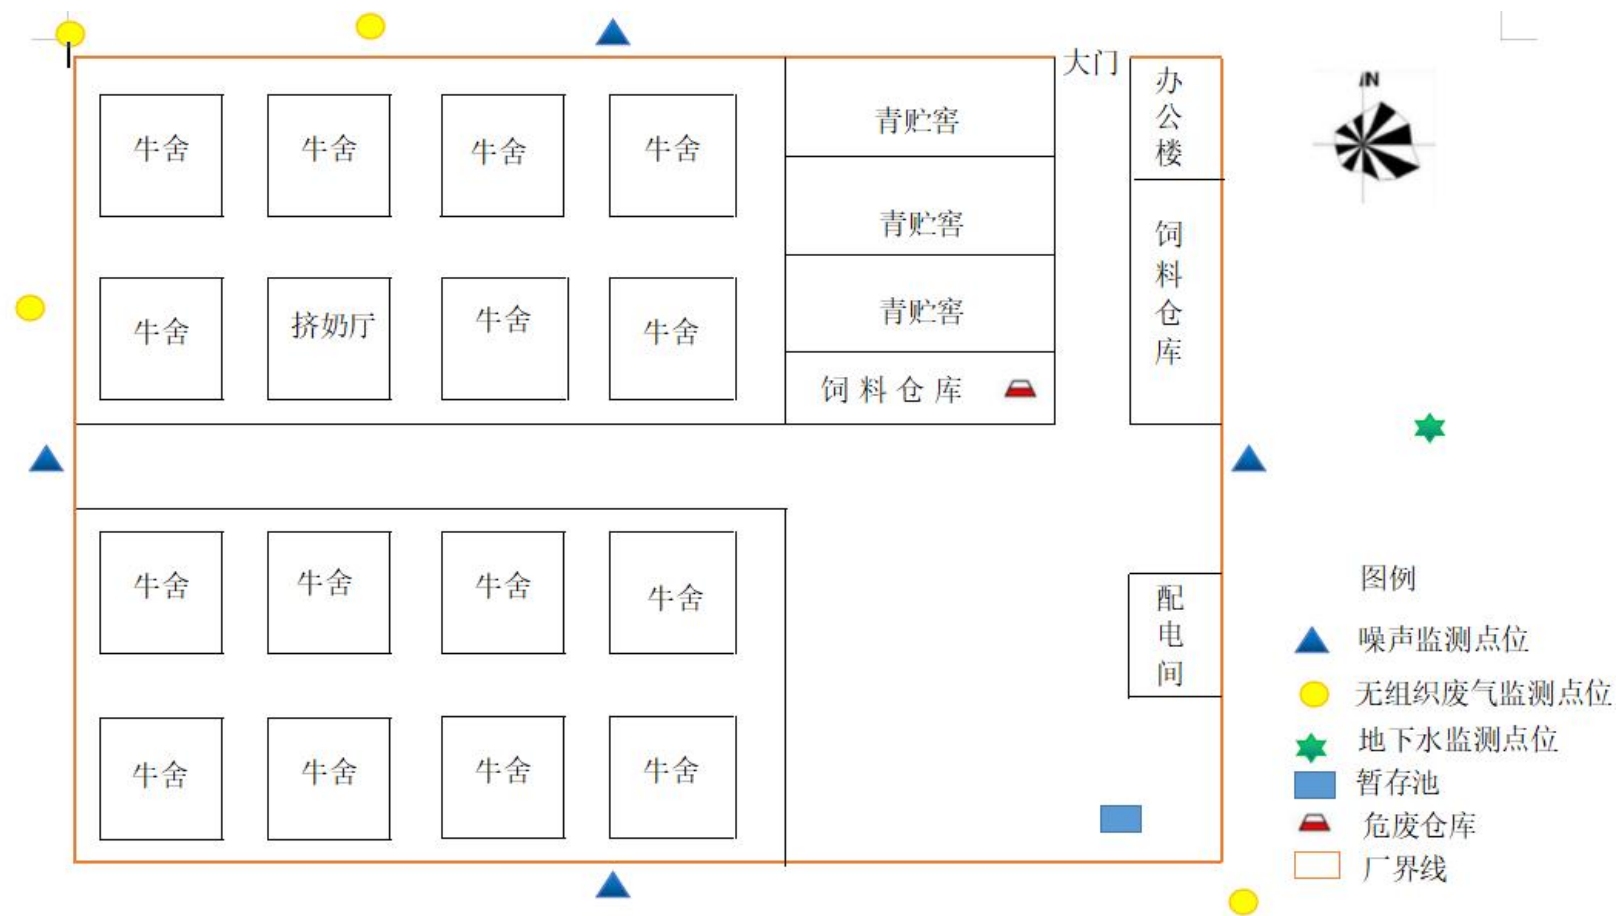 大门
办公楼
N
牛舍
牛舍
牛舍
牛舍
青贮窖
青贮窖
饲料仓库
牛舍
挤奶厅
牛舍
牛舍
青贮窖
饲料仓库
牛舍
牛舍
牛舍
牛舍
配电间
牛舍
牛舍
牛舍
牛舍
图例
噪声监测点位
无组织废气监测点位
地下水监测点位
暂存池
危废仓库
厂界线